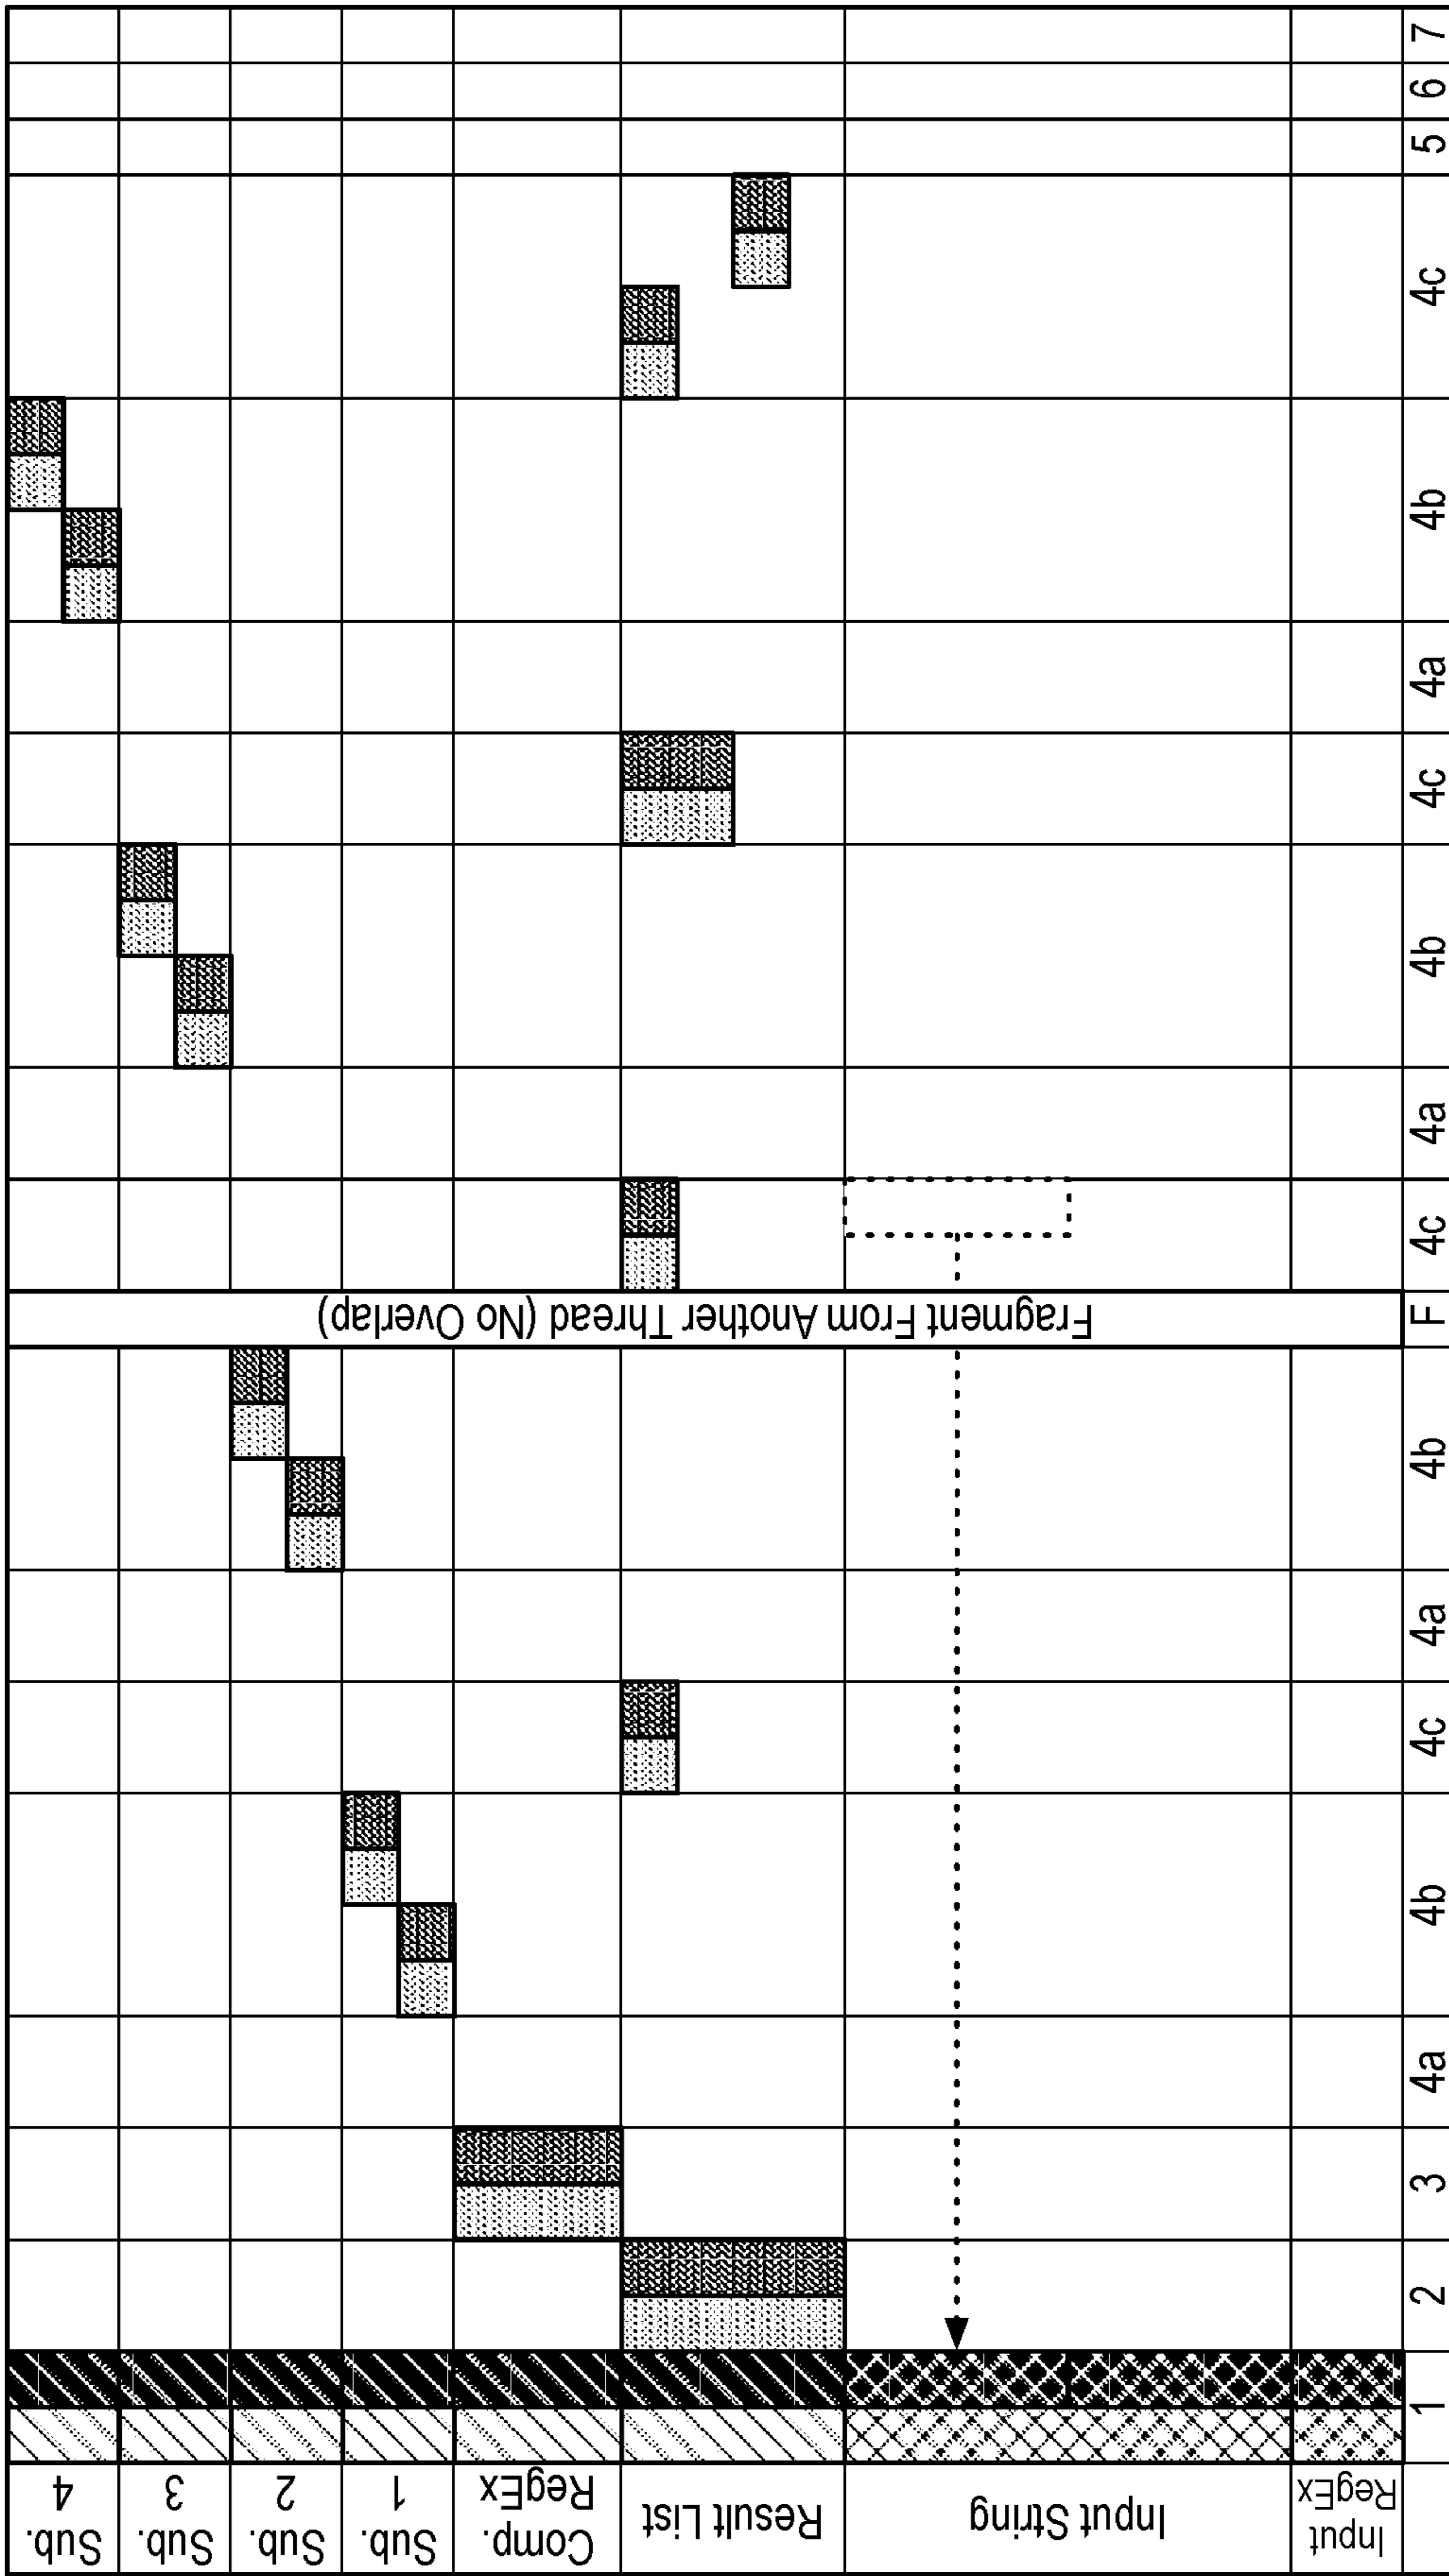 Sub.
4
Sub.
3
Sub.
2
Sub.
1
Comp.
RegEx
Result List
Input String
Input
RegEx
Fragment From Another Thread (No Overlap)
1 2 3 4a 4b 4c 4a 4b F 4c 4a 4b 4c 4a 4b 4c 5 6 7